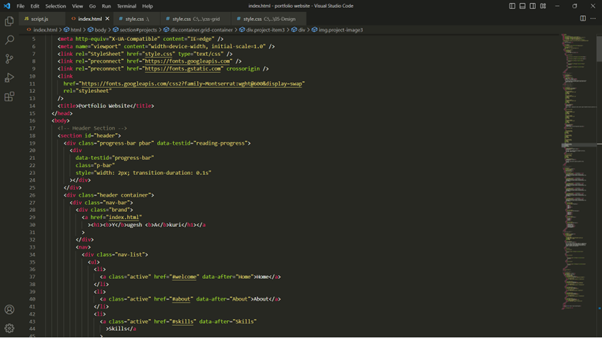 File Edit Selection View Go Run Terminal Help
index.html - portfolio website - Visual Studio Code
script.js index.html style.css style.css style.css
index.html > html > body > section#projects > div.container.grid-container > div.project-item3 > div > img.project-image3
5 <meta http-equiv="X-UA-Compatible" content="IE=edge" />
6 <meta name="viewport" content="width=device-width, initial-scale=1.0" />
7 <link rel="StyleSheet" href="style.css" type="text/css" />
8 <link rel="preconnect" href="https://fonts.googleapis.com" />
9 <link rel="preconnect" href="https://fonts.gstatic.com" crossorigin />
10 <link
11 href="https://fonts.googleapis.com/css2?family=Montserrat:wght@600&display=swap"
12 rel="stylesheet"
13 />
14 <title>Portfolio Website</title>
15 </head>
16 <body>
17 <!-- Header Section -->
18 <section id="header">
19 <div class="progress-bar pbar" data-testid="reading-progress">
20 <div
21 data-testid="progress-bar"
22 class="p-bar"
23 style="width: 2px; transition-duration: 0.1s"
24 ></div>
25 </div>
26 <div class="header container">
27 <div class="nav-bar">
28 <div class="brand">
29 <a href="index.html"
30 ><h1><b>Y</b>ugesh <b>A</b>kuri</h1></a
31 >
32 </div>
33 <nav>
34 <div class="nav-list">
35 <ul>
36 <li>
37 <a class="active" href="#welcome" data-after="Home">Home</a>
38 </li>
39 <li>
40 <a class="active" href="#about" data-after="About">About</a>
41 </li>
42 <li>
43 <a class="active" href="#skills" data-after="Skills"
44 >Skills</a